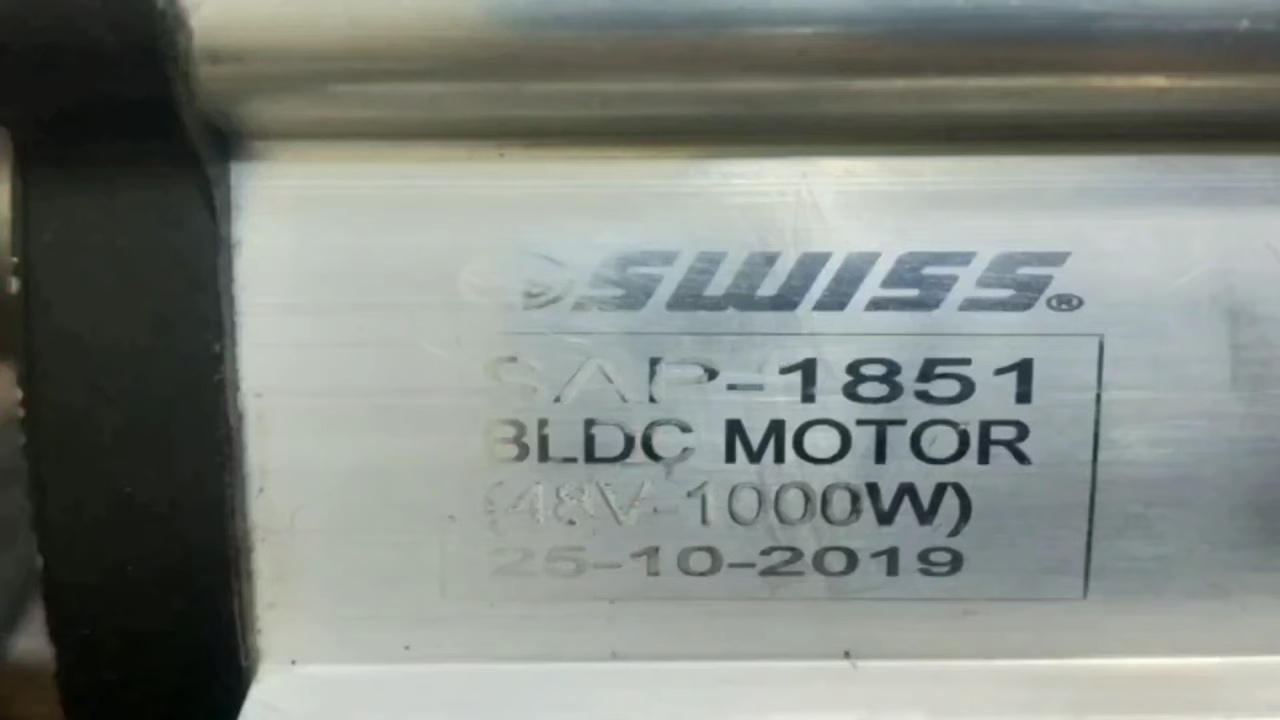 SWISS®
SAP-1851
BLDC MOTOR
(48V-1000W)
25-10-2019